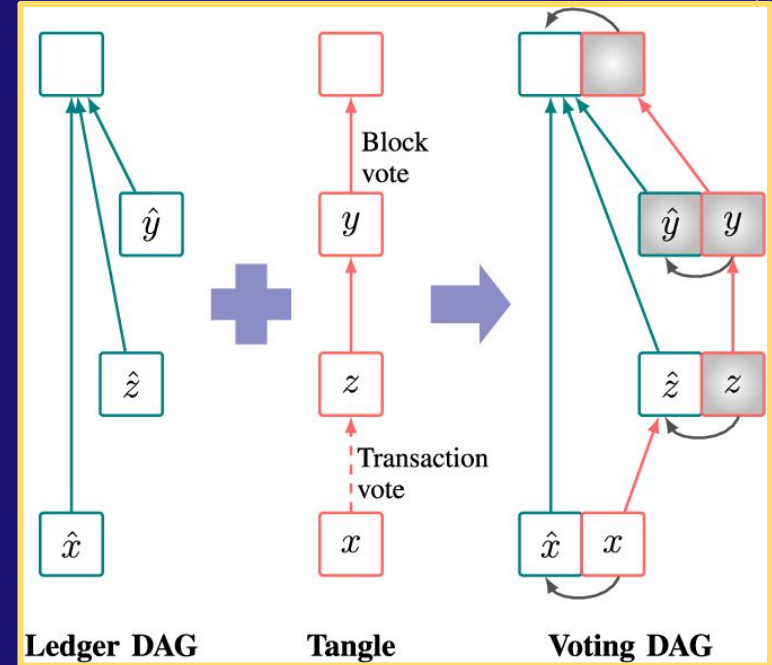 Block
vote
ŷ
y
ŷ
y
ẑ
z
ẑ
z
Transaction
vote
x̂
x
x̂
x
Ledger DAG
Tangle
Voting DAG